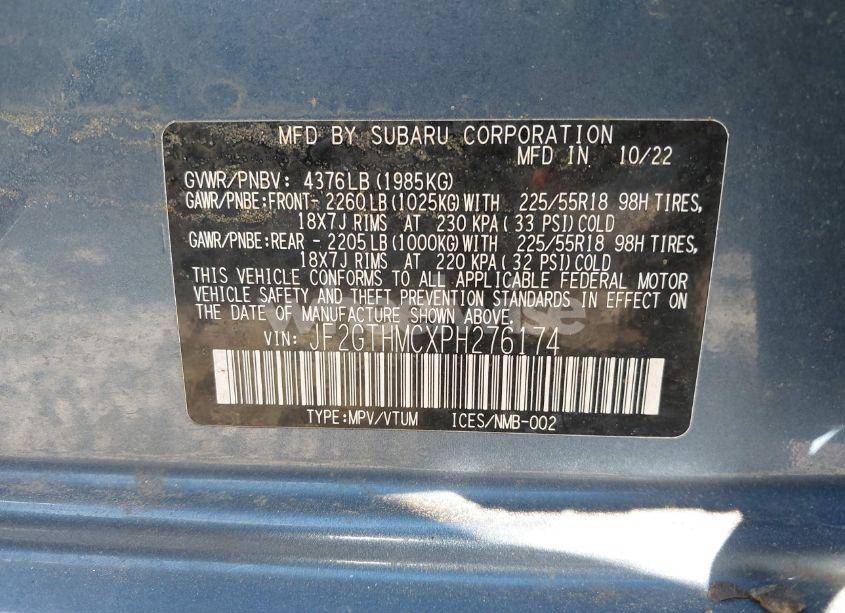 MFD BY SUBARU CORPORATION
MFD IN 10/22
GVWR/PNBV: 4376LB(1985KG)
GAWR/PNBE:FRONT- 2260LB(1025KG)WITH 225/55R18 98H TIRES,
18X7J RIMS AT 230 KPA( 33 PSI)COLD
GAWR/PNBE:REAR - 2205LB(1000KG)WITH 225/55R18 98H TIRES,
18X7J RIMS AT 220 KPA( 32 PSI)COLD
THIS VEHICLE CONFORMS TO ALL APPLICABLE FEDERAL MOTOR
VEHICLE SAFETY AND THEFT PREVENTION STANDARDS IN EFFECT ON
THE DATE OF MANUFACTURE SHOWN ABOVE.
VIN: JF2GTHMCXPH276174
TYPE:MPV/VTUM ICES/NMB-002